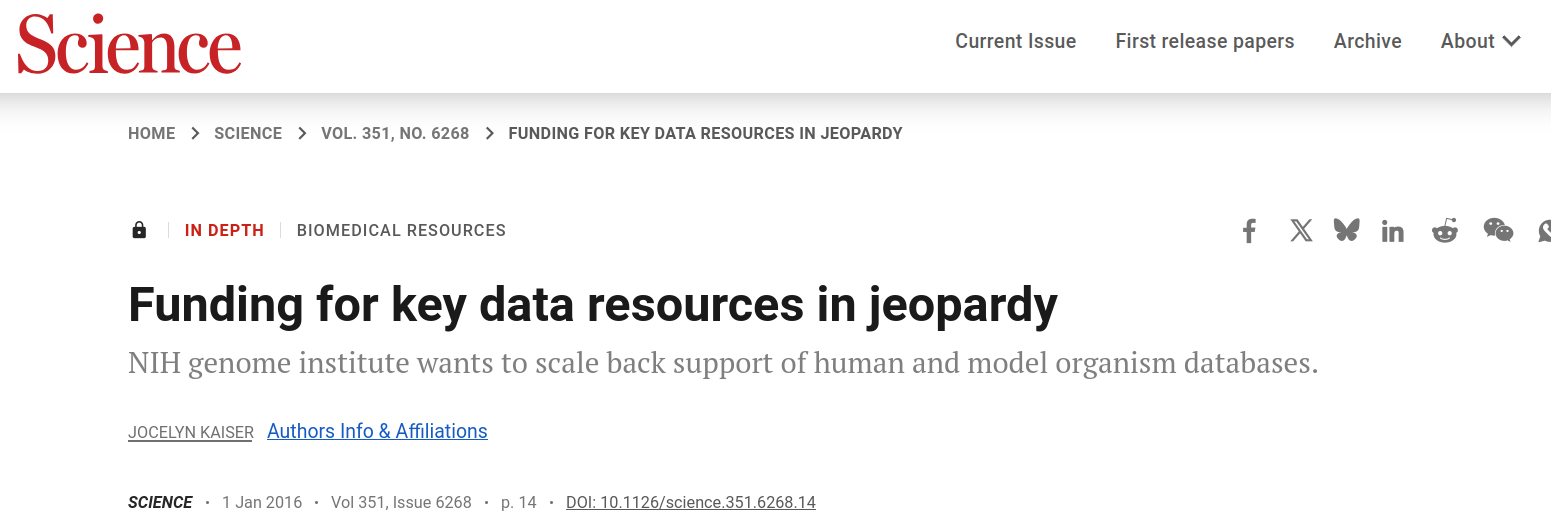 Science
Current Issue First release papers Archive About
HOME SCIENCE VOL. 351, NO. 6268 FUNDING FOR KEY DATA RESOURCES IN JEOPARDY
IN DEPTH BIOMEDICAL RESOURCES
Funding for key data resources in jeopardy
NIH genome institute wants to scale back support of human and model organism databases.
JOCELYN KAISER Authors Info & Affiliations
SCIENCE • 1 Jan 2016 • Vol 351, Issue 6268 • p. 14 • DOI: 10.1126/science.351.6268.14